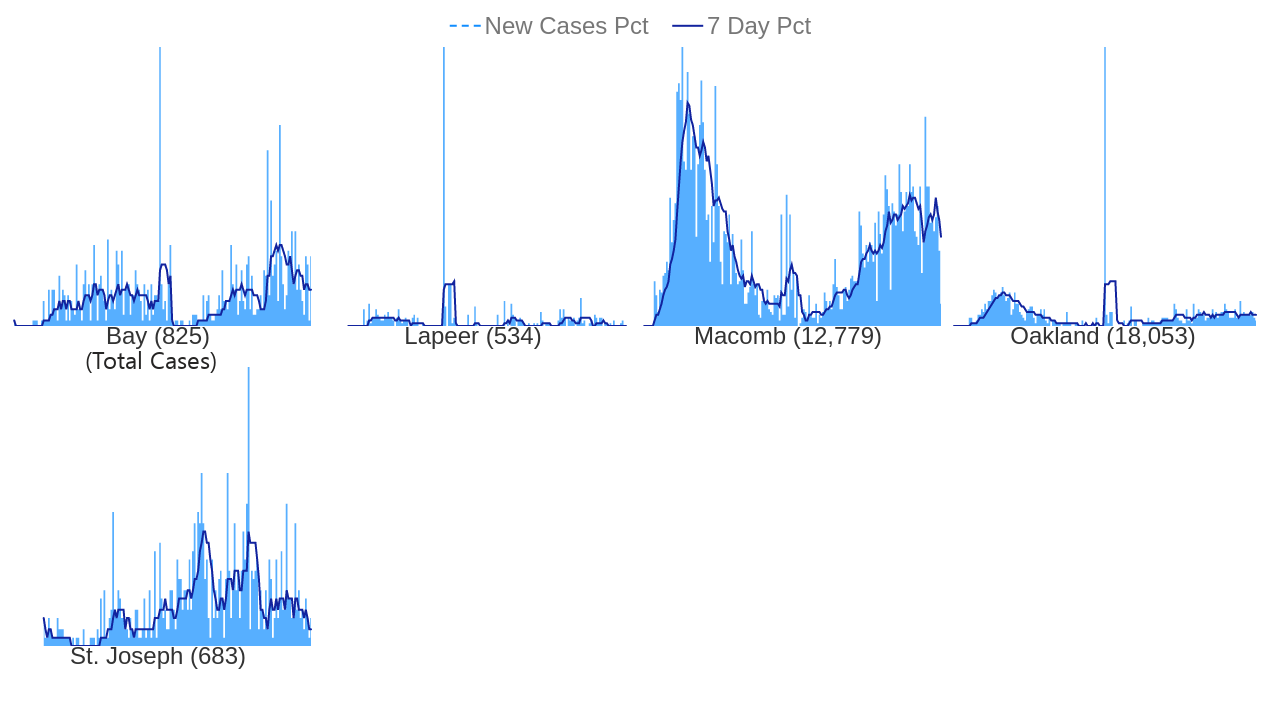 New Cases Pct 7 Day Pct
Bay (825)
(Total Cases)
Lapeer (534)
Macomb (12,779)
Oakland (18,053)
St. Joseph (683)